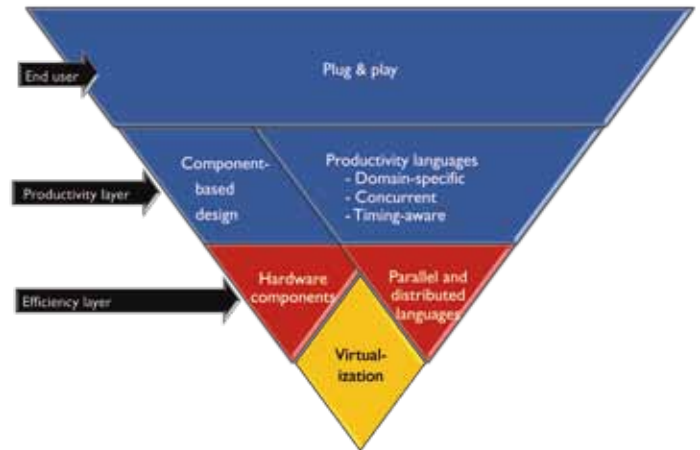 Plug & play
End user
Component-
based
design
Productivity languages
- Domain-specific
- Concurrent
- Timing-aware
Productivity layer
Hardware
components
Parallel and
distributed
languages
Efficiency layer
Virtual-
ization